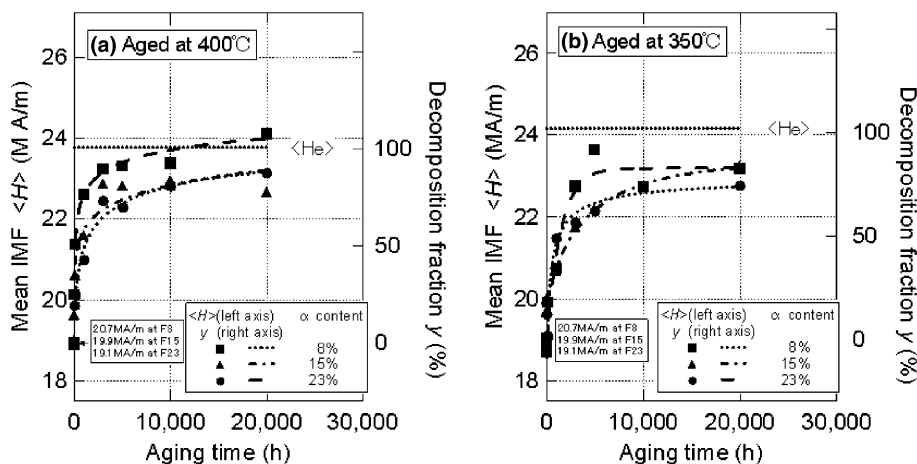 (a) Aged at 400℃
Mean IMF <H> (M A/m)
26
24
22
20
18
<He>
Decomposition fraction y (%)
100
50
0
20.7MA/m at F8
19.9MA/m at F15
19.1MA/m at F23
<H>(left axis) α content
y (right axis)
8%
15%
23%
0 10,000 20,000 30,000
Aging time (h)
(b) Aged at 350℃
Mean IMF <H> (MA/m)
26
24
22
20
18
<He>
Decomposition fraction y (%)
100
50
0
20.7MA/m at F8
19.9MA/m at F15
19.1MA/m at F23
<H>(left axis) α content
y (right axis)
8%
15%
23%
0 10,000 20,000 30,000
Aging time (h)